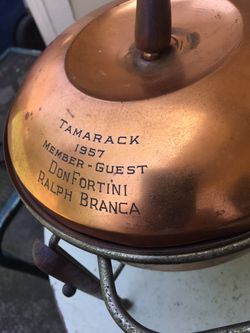 TAMARACK
1957
MEMBER-GUEST
DON FORTINI
RALPH BRANCA